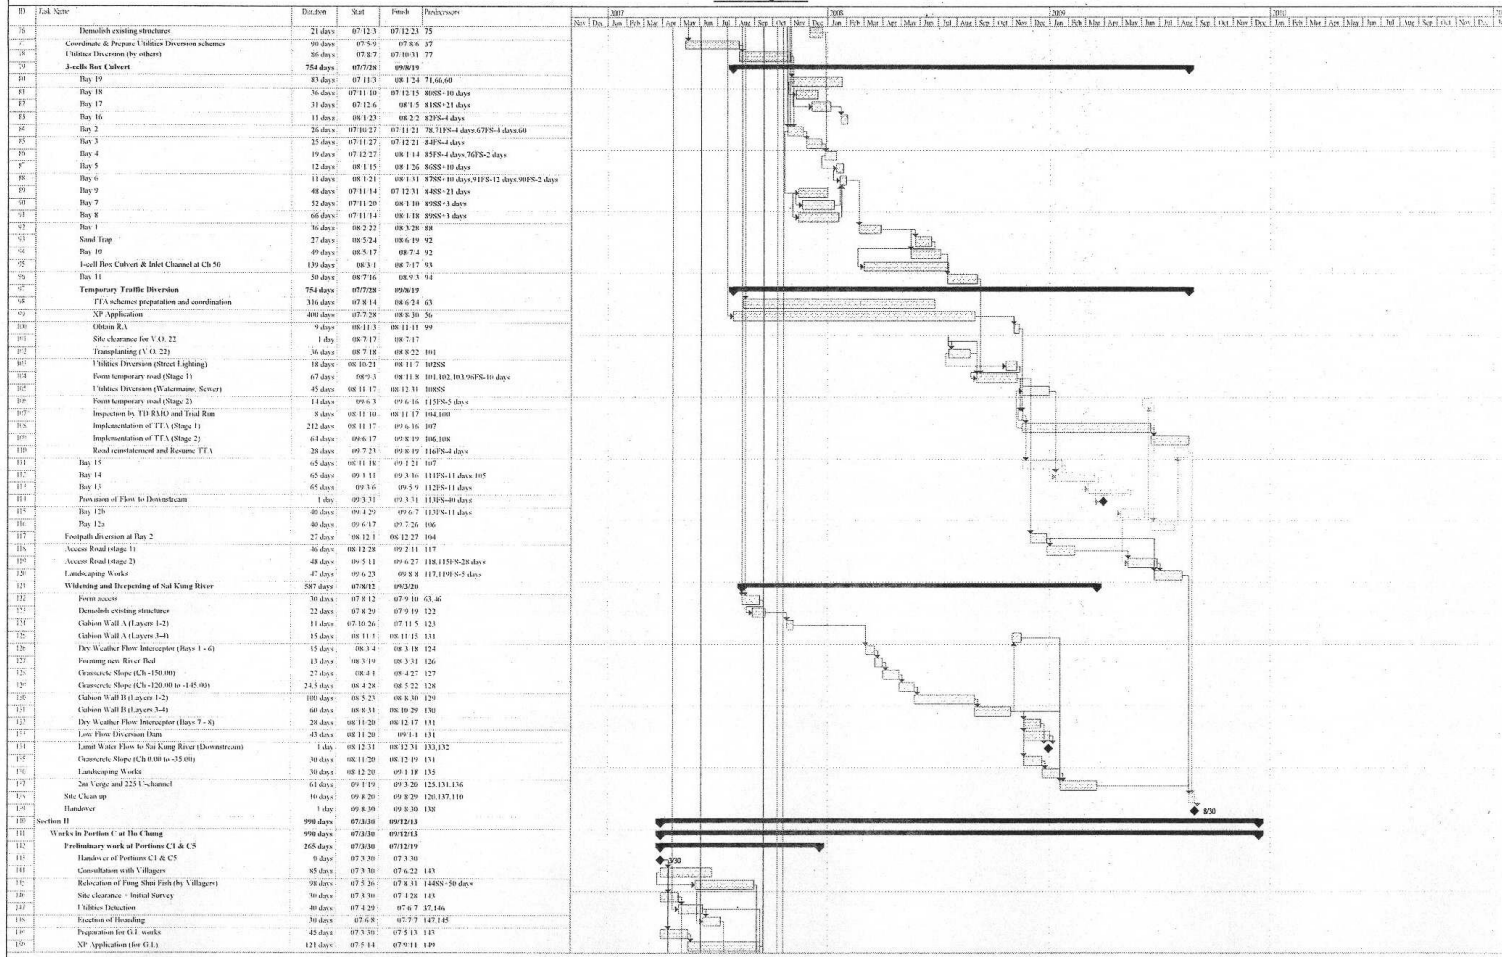 ID Task Name Duration Start Finish Predecessors
2007 2008 2009 2010
Nov Dec Jan Feb Mar Apr May Jun Jul Aug Sep Oct Nov Dec Jan Feb Mar Apr May Jun Jul Aug Sep Oct Nov Dec Jan Feb Mar Apr May Jun Jul Aug Sep Oct Nov Dec Jan Feb Mar Apr May Jun Jul Aug Sep Oct Nov Dec
76 Demolish existing structures 21 days 07/12/3 07/12/23 75
77 Coordinate & Prepare Utilities Diversion schemes 90 days 07/5/9 07/8/6 37
78 Utilities Diversion (by others) 86 days 07/8/7 07/10/31 77
79 3-cells Box Culvert 754 days 07/7/28 09/8/19
80 Bay 19 83 days 07/11/3 08/1/24 71,66,60
81 Bay 18 36 days 07/11/10 07/12/15 80SS+10 days
82 Bay 17 31 days 07/12/6 08/1/5 81SS+21 days
83 Bay 16 11 days 08/1/23 08/2/2 82FS-4 days
84 Bay 2 26 days 07/10/27 07/11/21 78,71FS-4 days,67FS-4 days,60
85 Bay 3 25 days 07/11/27 07/12/21 84FS-4 days
86 Bay 4 19 days 07/12/27 08/1/14 85FS-4 days,76FS-2 days
87 Bay 5 12 days 08/1/15 08/1/26 86SS+10 days
88 Bay 6 11 days 08/1/21 08/1/31 87SS+10 days,91FS-12 days,90FS-2 days
89 Bay 9 48 days 07/11/14 07/12/31 84SS+21 days
90 Bay 7 52 days 07/11/20 08/1/10 89SS+3 days
91 Bay 8 66 days 07/11/14 08/1/18 89SS+3 days
92 Bay 1 36 days 08/2/22 08/3/28 88
93 Sand Trap 27 days 08/5/24 08/6/19 92
94 Bay 10 49 days 08/5/17 08/7/4 92
95 1-cell Box Culvert & Inlet Channel at Ch 50 139 days 08/3/1 08/7/17 93
96 Bay 11 50 days 08/7/16 08/9/3 94
97 Temporary Traffic Diversion 754 days 07/7/28 09/8/19
98 TTA schemes preparation and coordination 316 days 07/8/14 08/6/24 63
99 XP Application 400 days 07/7/28 08/8/30 56
100 Obtain RA 9 days 08/11/3 08/11/11 99
101 Site clearance for V.O. 22 1 day 08/7/17 08/7/17
102 Transplanting (V.O. 22) 36 days 08/7/18 08/8/22 101
103 Utilities Diversion (Street Lighting) 18 days 08/10/21 08/11/7 102SS
104 Form temporary road (Stage 1) 67 days 08/9/3 08/11/8 101,102,103,96FS-10 days
105 Utilities Diversion (Watermains, Sewer) 45 days 08/11/17 08/12/31 108SS
106 Form temporary road (Stage 2) 14 days 09/6/3 09/6/16 115FS-5 days
107 Inspection by TD/RMO and Trial Run 8 days 08/11/10 08/11/17 104,100
108 Implementation of TTA (Stage 1) 212 days 08/11/17 09/6/16 107
109 Implementation of TTA (Stage 2) 64 days 09/6/17 09/8/19 106,108
110 Road reinstatement and Resume TTA 28 days 09/7/23 09/8/19 116FS-4 days
111 Bay 15 65 days 08/11/18 09/1/21 107
112 Bay 14 65 days 09/1/11 09/3/16 111FS-11 days,105
113 Bay 13 65 days 09/3/6 09/5/9 112FS-11 days
114 Provision of Flow to Downstream 1 day 09/3/31 09/3/31 113FS-40 days
115 Bay 12b 40 days 09/4/29 09/6/7 113FS-11 days
116 Bay 12a 40 days 09/6/17 09/7/26 106
117 Footpath diversion at Bay 2 27 days 08/12/1 08/12/27 104
118 Access Road (stage 1) 46 days 08/12/28 09/2/11 117
119 Access Road (stage 2) 48 days 09/5/11 09/6/27 118,115FS-28 days
120 Landscaping Works 47 days 09/6/23 09/8/8 117,119FS-5 days
121 Widening and Deepening of Sai Kung River 587 days 07/8/12 09/3/20
122 Form access 30 days 07/8/12 07/9/10 63,46
123 Demolish existing structures 22 days 07/8/29 07/9/19 122
124 Gabion Wall A (Layers 1-2) 11 days 07/10/26 07/11/5 123
125 Gabion Wall A (Layers 3-4) 15 days 08/11/1 08/11/15 131
126 Dry Weather Flow Interceptor (Bays 1 - 6) 15 days 08/3/4 08/3/18 124
127 Forming new River Bed 13 days 08/3/19 08/3/31 126
128 Grasscrete Slope (Ch -150.00) 27 days 08/4/1 08/4/27 127
129 Grasscrete Slope (Ch -120.00 to -145.00) 24.5 days 08/4/28 08/5/22 128
130 Gabion Wall B (Layers 1-2) 100 days 08/5/23 08/8/30 129
131 Gabion Wall B (Layers 3-4) 60 days 08/8/31 08/10/29 130
132 Dry Weather Flow Interceptor (Bays 7 - 8) 28 days 08/11/20 08/12/17 131
133 Low Flow Diversion Dam 43 days 08/11/20 09/1/1 131
134 Limit Water Flow to Sai Kung River (Downstream) 1 day 08/12/31 08/12/31 133,132
135 Grasscrete Slope (Ch 0.00 to -35.00) 30 days 08/11/20 08/12/19 131
136 Landscaping Works 30 days 08/12/20 09/1/18 135
137 2m Verge and 225 U-channel 61 days 09/1/19 09/3/20 125,131,136
138 Site Clean up 10 days 09/8/20 09/8/29 120,137,110
139 Handover 1 day 09/8/30 09/8/30 138
8/30
140 Section II 990 days 07/3/30 09/12/13
141 Works in Portion C at Ho Chung 990 days 07/3/30 09/12/13
142 Preliminary work at Portions C1 & C5 265 days 07/3/30 07/12/19
143 Handover of Portions C1 & C5 0 days 07/3/30 07/3/30
3/30
144 Consultation with Villagers 85 days 07/3/30 07/6/22 143
145 Relocation of Fung Shui Fish (by Villagers) 98 days 07/5/26 07/8/31 144SS+50 days
146 Site clearance + Initial Survey 30 days 07/3/30 07/4/28 143
147 Utilities Detection 40 days 07/4/29 07/6/7 37,146
148 Erection of Hoarding 30 days 07/6/8 07/7/7 147,145
149 Preparation for G.I. works 45 days 07/3/30 07/5/13 143
150 XP Application (for G.I.) 121 days 07/5/14 07/9/11 149